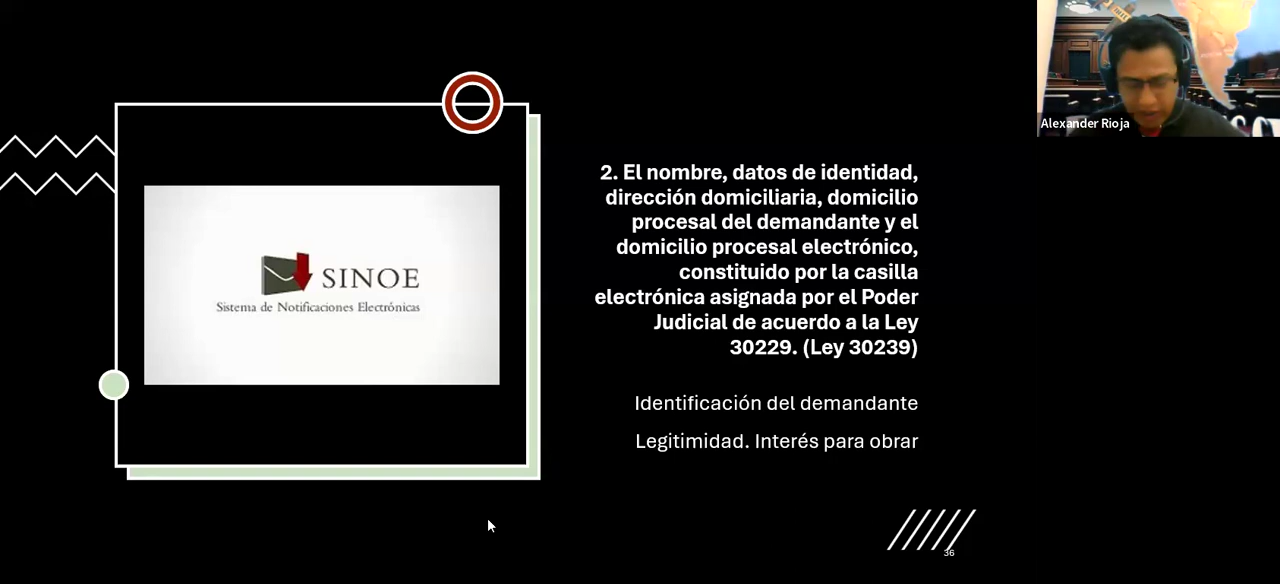 SINOE
Sistema de Notificaciones Electrónicas
2. El nombre, datos de identidad,
dirección domiciliaria, domicilio
procesal del demandante y el
domicilio procesal electrónico,
constituido por la casilla
electrónica asignada por el Poder
Judicial de acuerdo a la Ley
30229. (Ley 30239)
Identificación del demandante
Legitimidad. Interés para obrar
36
Alexander Rioja